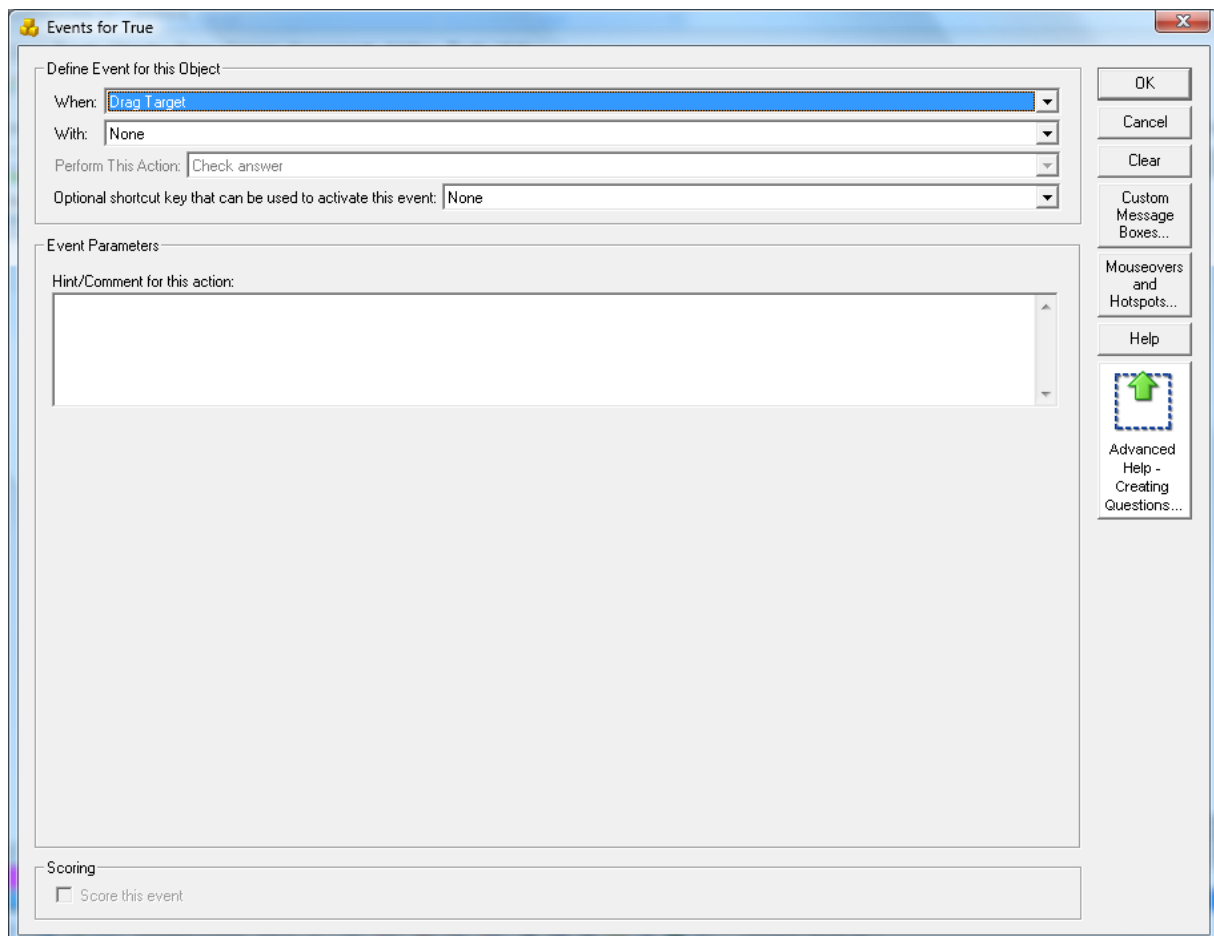 Events for True
Define Event for this Object
When: Drag Target
With: None
Perform This Action: Check answer
Optional shortcut key that can be used to activate this event: None
Event Parameters
Hint/Comment for this action:
Scoring
Score this event
OK
Cancel
Clear
Custom
Message
Boxes...
Mouseovers
and
Hotspots...
Help
Advanced
Help -
Creating
Questions...